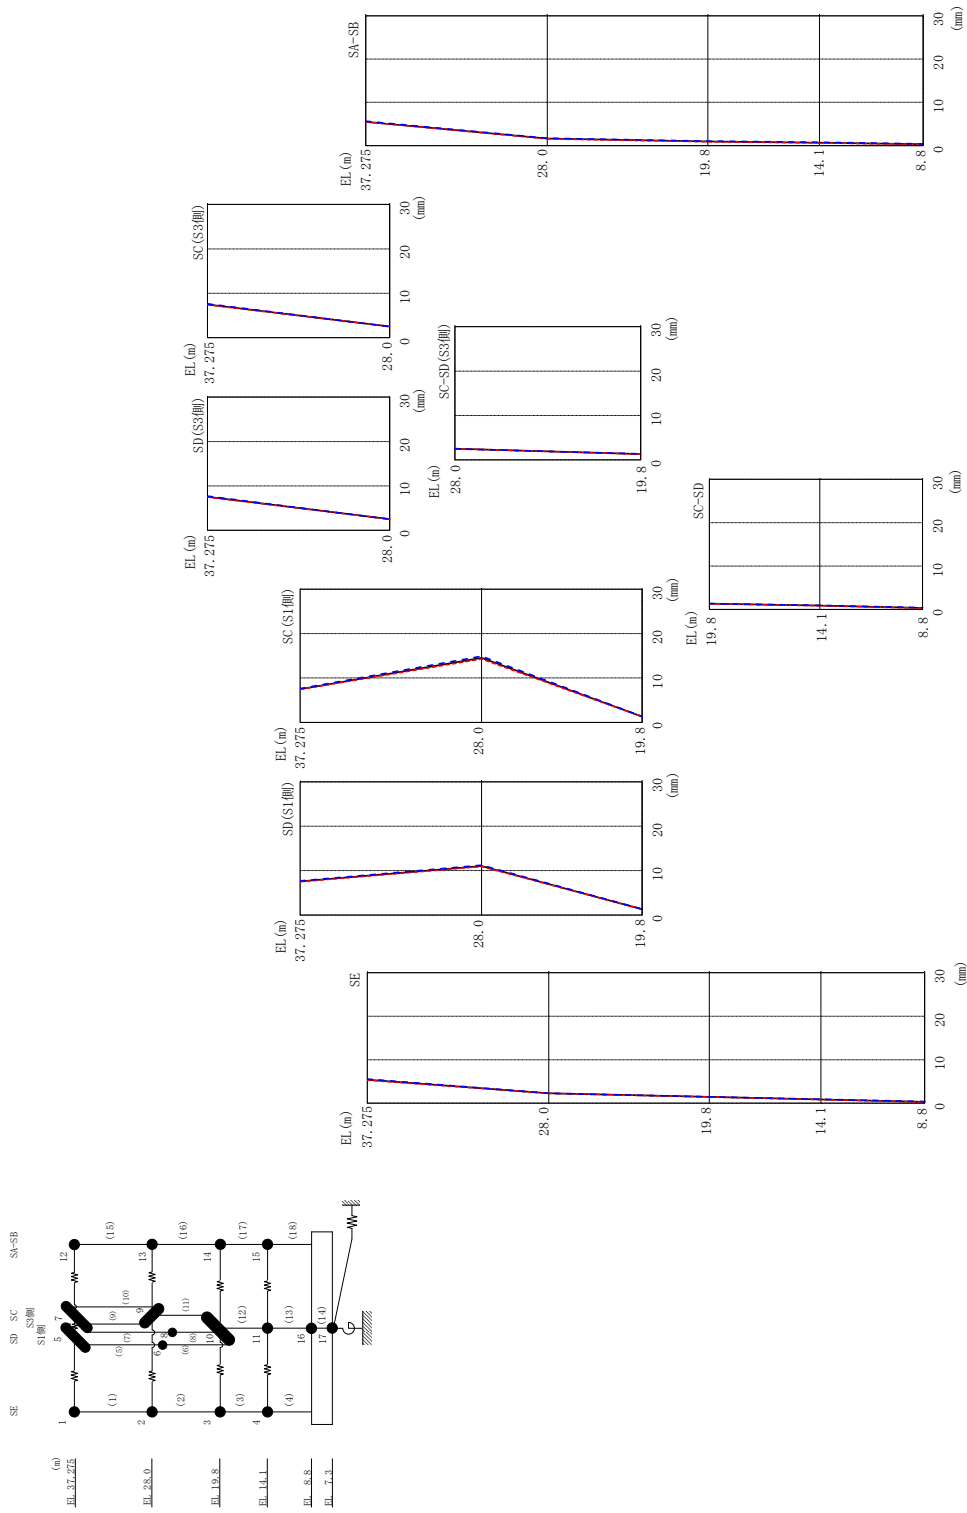 SE
SD
SC
SA-SB
S1側
S3側
(m)
EL 37.275
EL 28.0
EL 19.8
EL 14.1
EL 8.8
EL 7.3
1
5
7
12
(1)
(5)
(7)
(9)
(10)
(15)
2
6
8
9
13
(2)
(6)
(8)
(11)
(16)
3
10
14
(3)
(12)
(17)
4
11
15
(4)
(13)
(18)
16
(14)
17
SE
EL(m)
37.275
28.0
19.8
14.1
8.8
0
10
20
30
(mm)
SD(S1側)
EL(m)
37.275
28.0
19.8
0
10
20
30
(mm)
SC(S1側)
EL(m)
37.275
28.0
19.8
0
10
20
30
(mm)
SD(S3側)
EL(m)
37.275
28.0
0
10
20
30
(mm)
SC(S3側)
EL(m)
37.275
28.0
0
10
20
30
(mm)
SC-SD(S3側)
EL(m)
28.0
19.8
0
10
20
30
(mm)
SC-SD
EL(m)
19.8
14.1
8.8
0
10
20
30
(mm)
SA-SB
EL(m)
37.275
28.0
19.8
14.1
8.8
0
10
20
30
(mm)